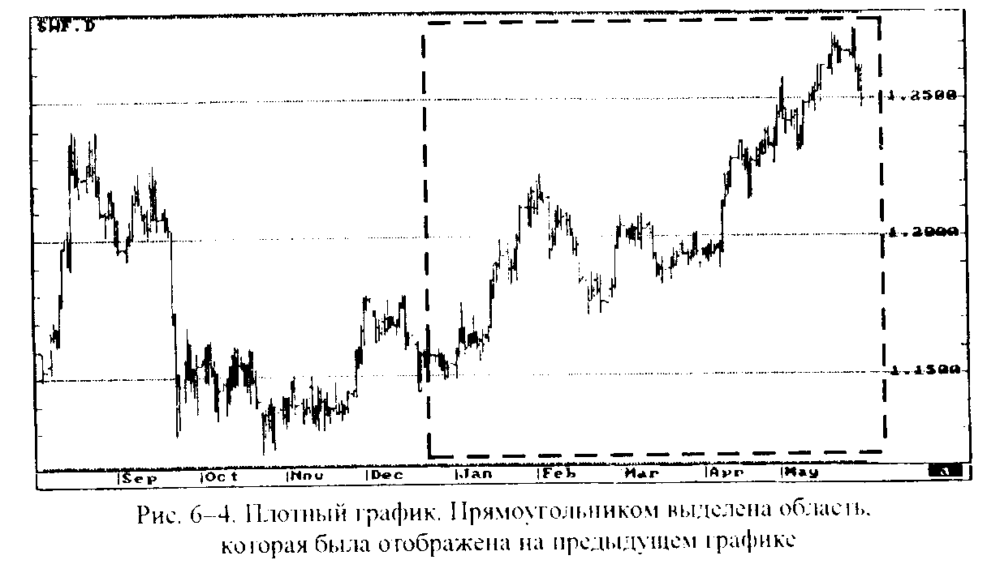 SWF.D
1.2500
1.2000
1.1500
Sep Oct Nov Dec Jan Feb Mar Apr May
Рис. 6–4. Плотный график. Прямоугольником выделена область,
которая была отображена на предыдущем графике